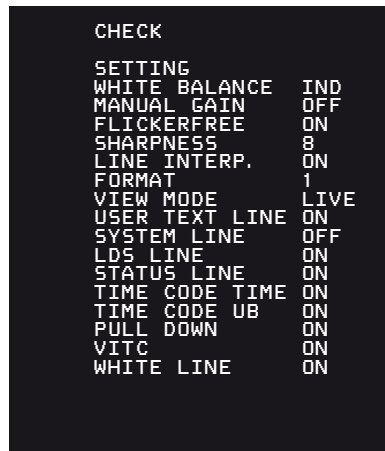 CHECK
SETTING
WHITE BALANCE IND
MANUAL GAIN OFF
FLICKERFREE ON
SHARPNESS 8
LINE INTERP. ON
FORMAT 1
VIEW MODE LIVE
USER TEXT LINE ON
SYSTEM LINE OFF
LDS LINE ON
STATUS LINE ON
TIME CODE TIME ON
TIME CODE UB ON
PULL DOWN ON
VITC ON
WHITE LINE ON